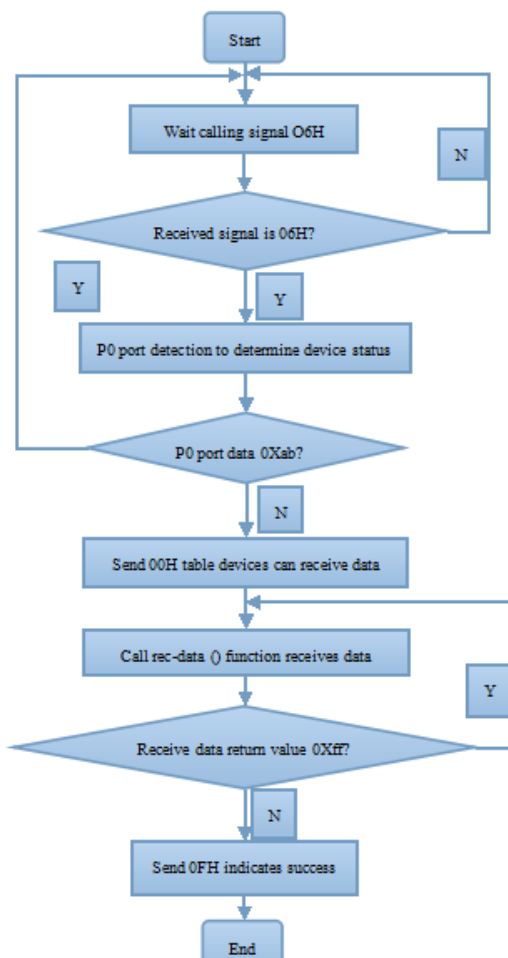 Start
Wait calling signal O6H
N
Received signal is 06H?
Y
Y
P0 port detection to determine device status
P0 port data 0Xab?
N
Send 00H table devices can receive data
Call rec-data () function receives data
Y
Receive data return value 0Xff?
N
Send 0FH indicates success
End